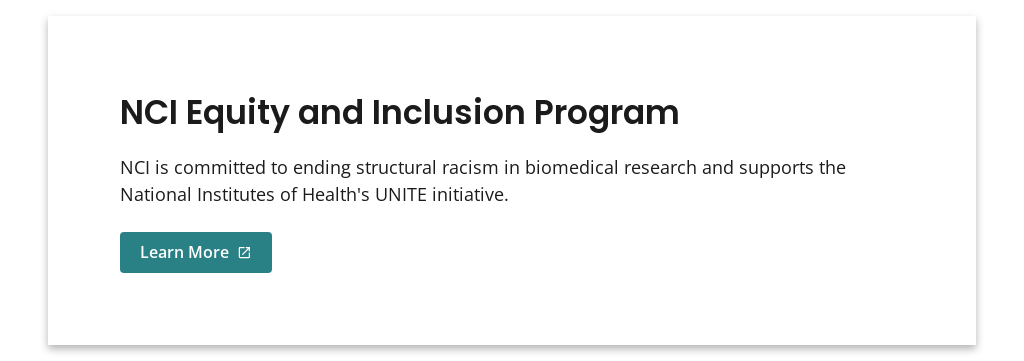 NCI Equity and Inclusion Program
NCI is committed to ending structural racism in biomedical research and supports the
National Institutes of Health's UNITE initiative.
Learn More